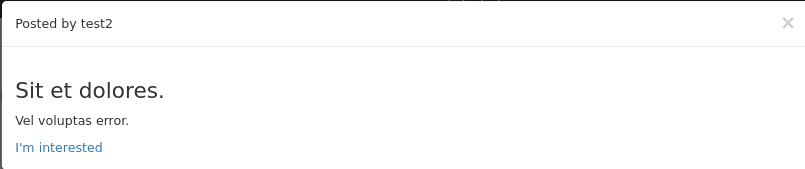 Posted by test2 ×
Sit et dolores.
Vel voluptas error.
I'm interested